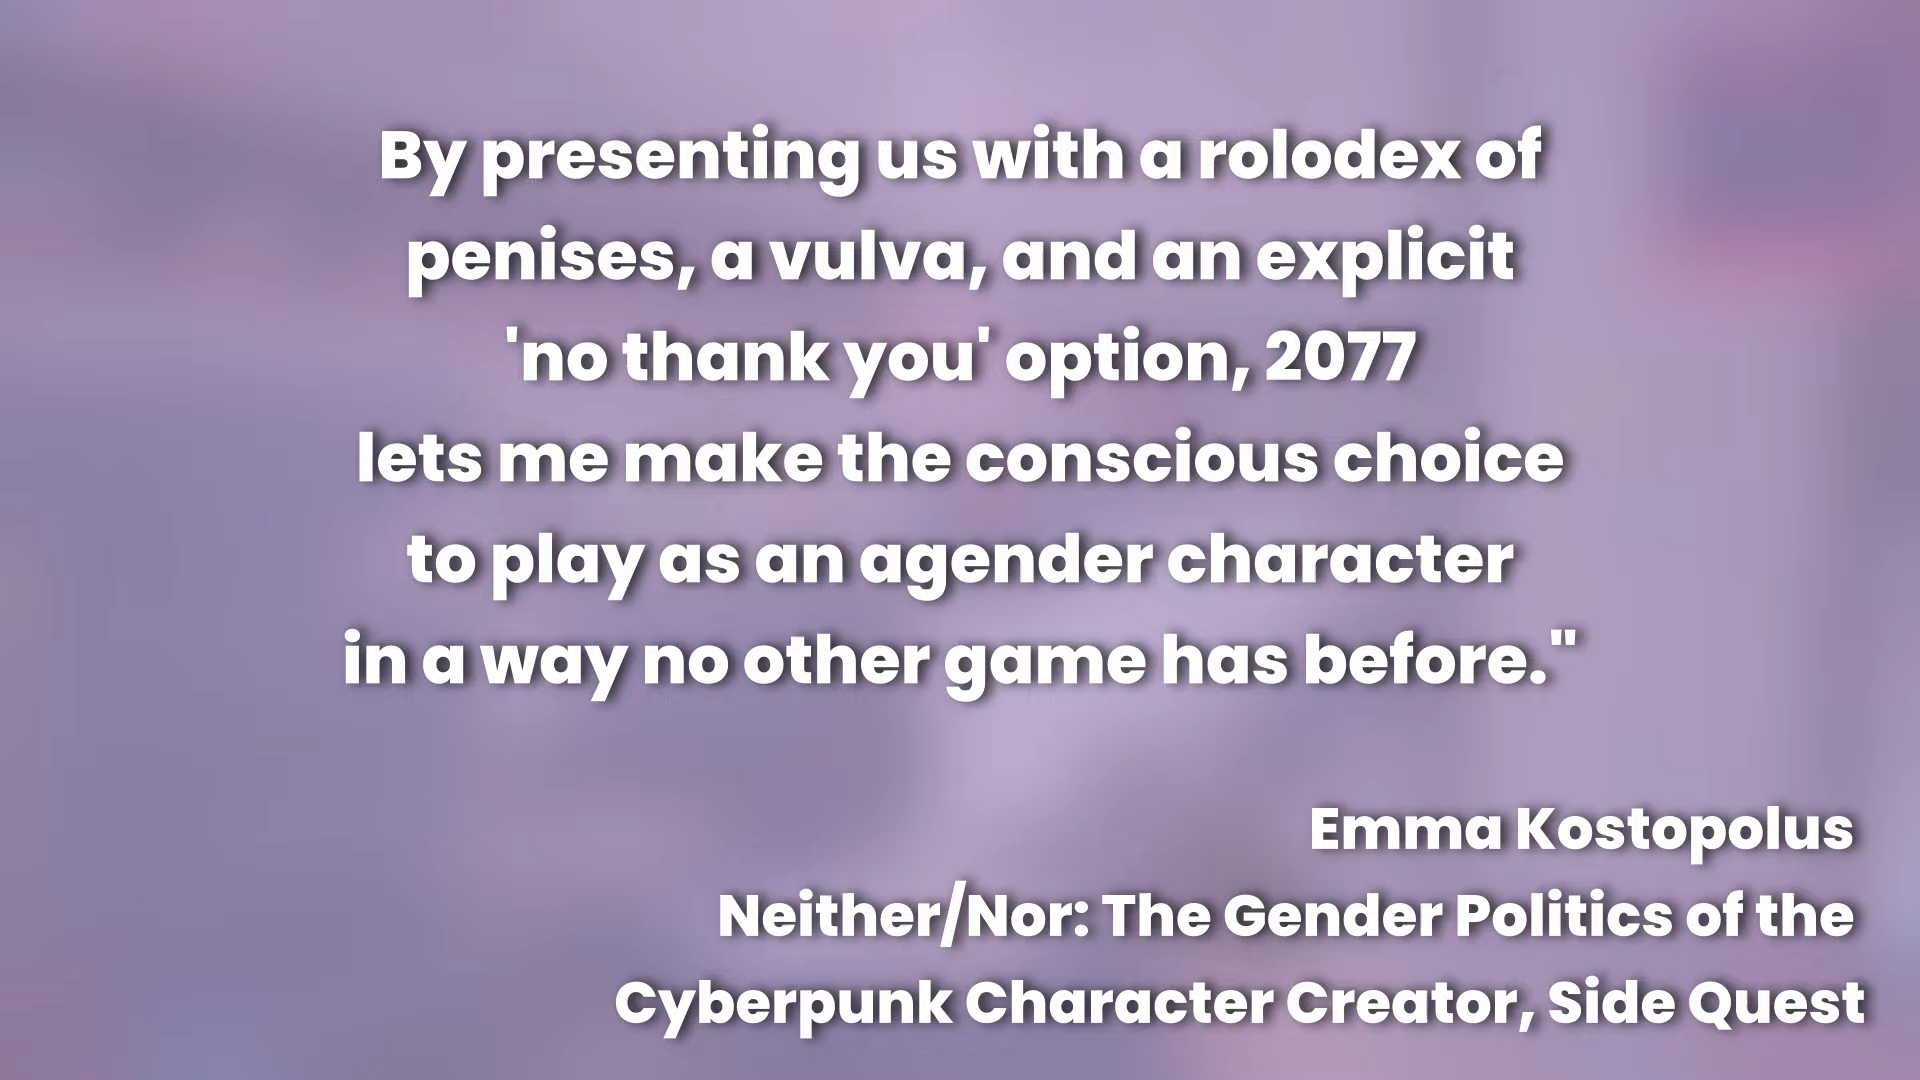 By presenting us with a rolodex of
penises, a vulva, and an explicit
'no thank you' option, 2077
lets me make the conscious choice
to play as an agender character
in a way no other game has before."
Emma Kostopolus
Neither/Nor: The Gender Politics of the
Cyberpunk Character Creator, Side Quest